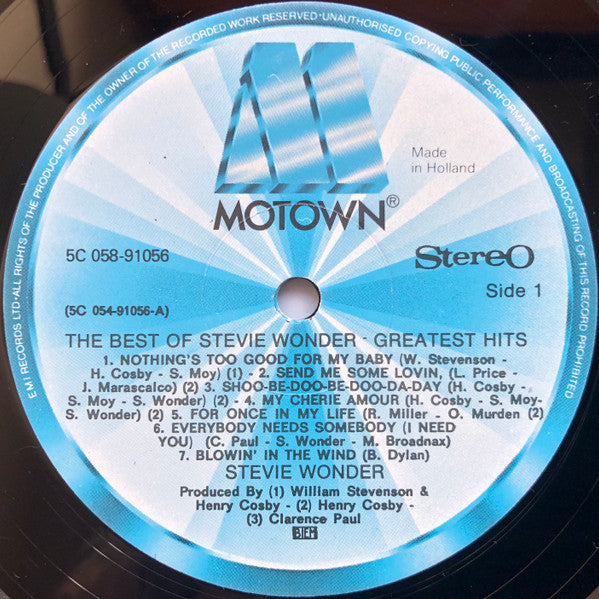 EMI RECORDS LTD·ALL RIGHTS OF THE PRODUCER AND OF THE OWNER OF THE RECORDED WORK RESERVED·UNAUTHORISED COPYING PUBLIC PERFORMANCE AND BROADCASTING OF THIS RECORD PROHIBITED
Made
in Holland
MOTOWN®
5C 058-91056
Stereo
(5C 054-91056-A)
Side 1
THE BEST OF STEVIE WONDER · GREATEST HITS
1. NOTHING'S TOO GOOD FOR MY BABY (W. Stevenson -
H. Cosby - S. Moy) (1) - 2. SEND ME SOME LOVIN, (L. Price -
J. Marascalco) (2) 3. SHOO-BE-DOO-BE-DOO-DA-DAY (H. Cosby -
S. Moy - S. Wonder) (2) - 4. MY CHERIE AMOUR (H. Cosby - S. Moy-
S. Wonder) (2) 5. FOR ONCE IN MY LIFE (R. Miller - O. Murden (2)
6. EVERYBODY NEEDS SOMEBODY (I NEED
YOU) (C. Paul - S. Wonder - M. Broadnax)
7. BLOWIN' IN THE WIND (B. Dylan)
STEVIE WONDER
Produced By (1) William Stevenson &
Henry Cosby - (2) Henry Cosby -
(3) Clarence Paul
BIEM